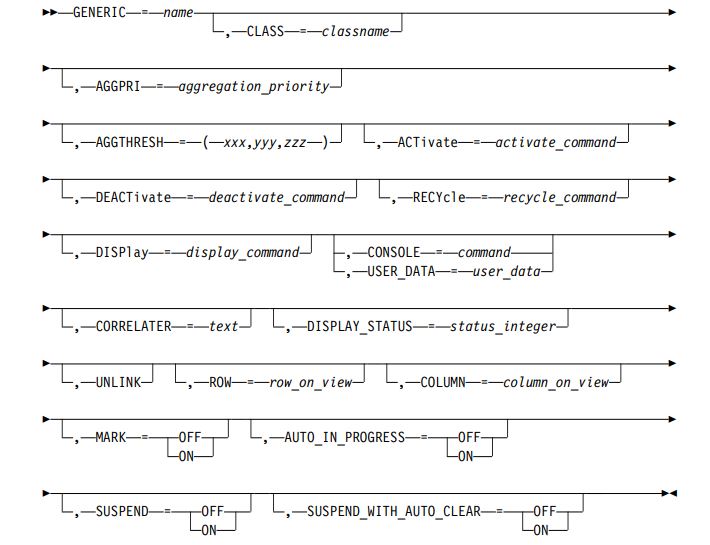 GENERIC = name
, CLASS = classname
, AGGPRI = aggregation_priority
, AGGTHRESH = ( xxx,yyy,zzz ) , ACTivate = activate_command
, DEACTivate = deactivate_command , RECYcle = recycle_command
, DISPlay = display_command , CONSOLE = command
, USER_DATA = user_data
, CORRELATER = text , DISPLAY_STATUS = status_integer
, UNLINK , ROW = row_on_view , COLUMN = column_on_view
, MARK = OFF , AUTO_IN_PROGRESS = OFF
ON ON
, SUSPEND = OFF , SUSPEND_WITH_AUTO_CLEAR = OFF
ON ON